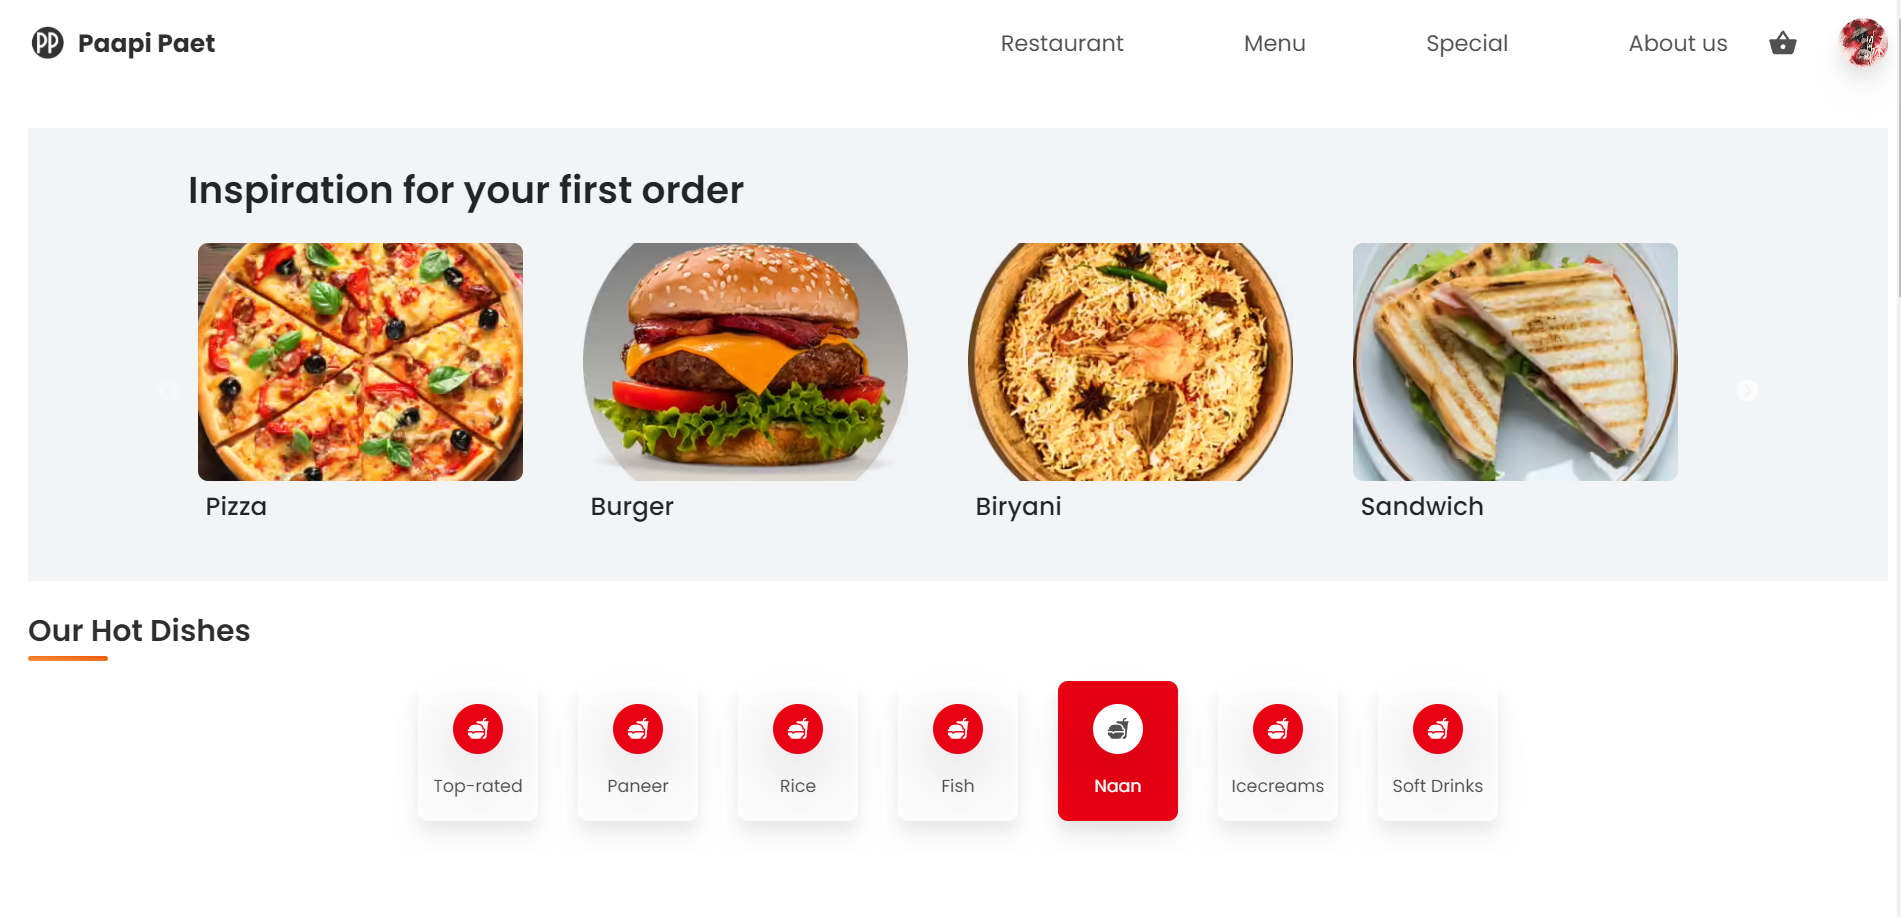 PP Paapi Paet
Restaurant Menu Special About us
Inspiration for your first order
Pizza Burger Biryani Sandwich
Our Hot Dishes
Top-rated Paneer Rice Fish Naan Icecreams Soft Drinks